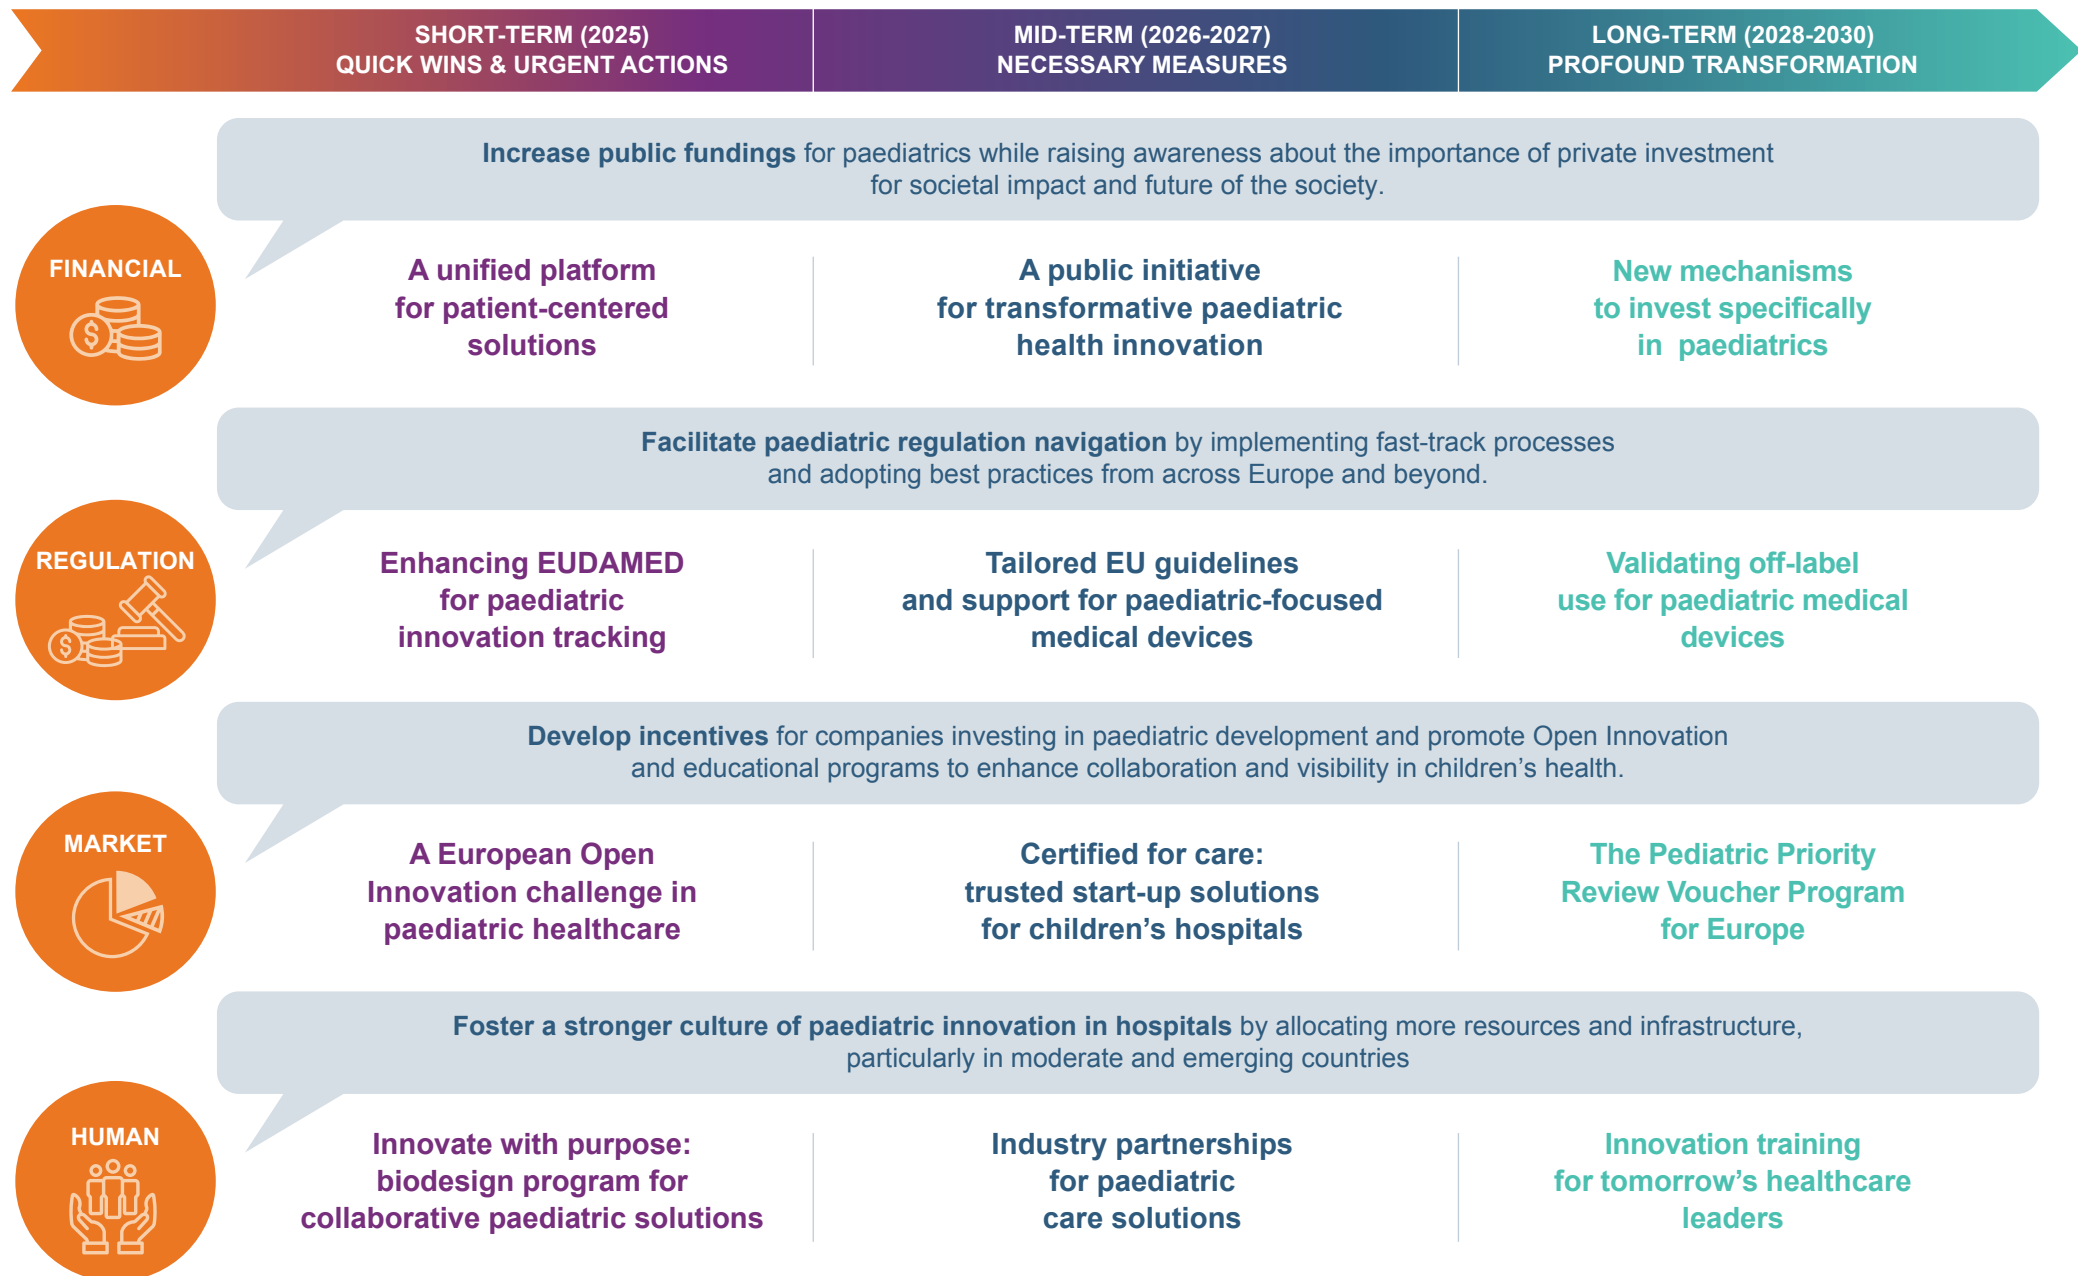 SHORT-TERM (2025)
QUICK WINS & URGENT ACTIONS
MID-TERM (2026-2027)
NECESSARY MEASURES
LONG-TERM (2028-2030)
PROFOUND TRANSFORMATION
Increase public fundings for paediatrics while raising awareness about the importance of private investment
for societal impact and future of the society.
FINANCIAL
$
A unified platform
for patient-centered
solutions
A public initiative
for transformative paediatric
health innovation
New mechanisms
to invest specifically
in paediatrics
Facilitate paediatric regulation navigation by implementing fast-track processes
and adopting best practices from across Europe and beyond.
REGULATION
$
Enhancing EUDAMED
for paediatric
innovation tracking
Tailored EU guidelines
and support for paediatric-focused
medical devices
Validating off-label
use for paediatric medical
devices
Develop incentives for companies investing in paediatric development and promote Open Innovation
and educational programs to enhance collaboration and visibility in children’s health.
MARKET
A European Open
Innovation challenge in
paediatric healthcare
Certified for care:
trusted start-up solutions
for children’s hospitals
The Pediatric Priority
Review Voucher Program
for Europe
Foster a stronger culture of paediatric innovation in hospitals by allocating more resources and infrastructure,
particularly in moderate and emerging countries
HUMAN
Innovate with purpose:
biodesign program for
collaborative paediatric solutions
Industry partnerships
for paediatric
care solutions
Innovation training
for tomorrow’s healthcare
leaders